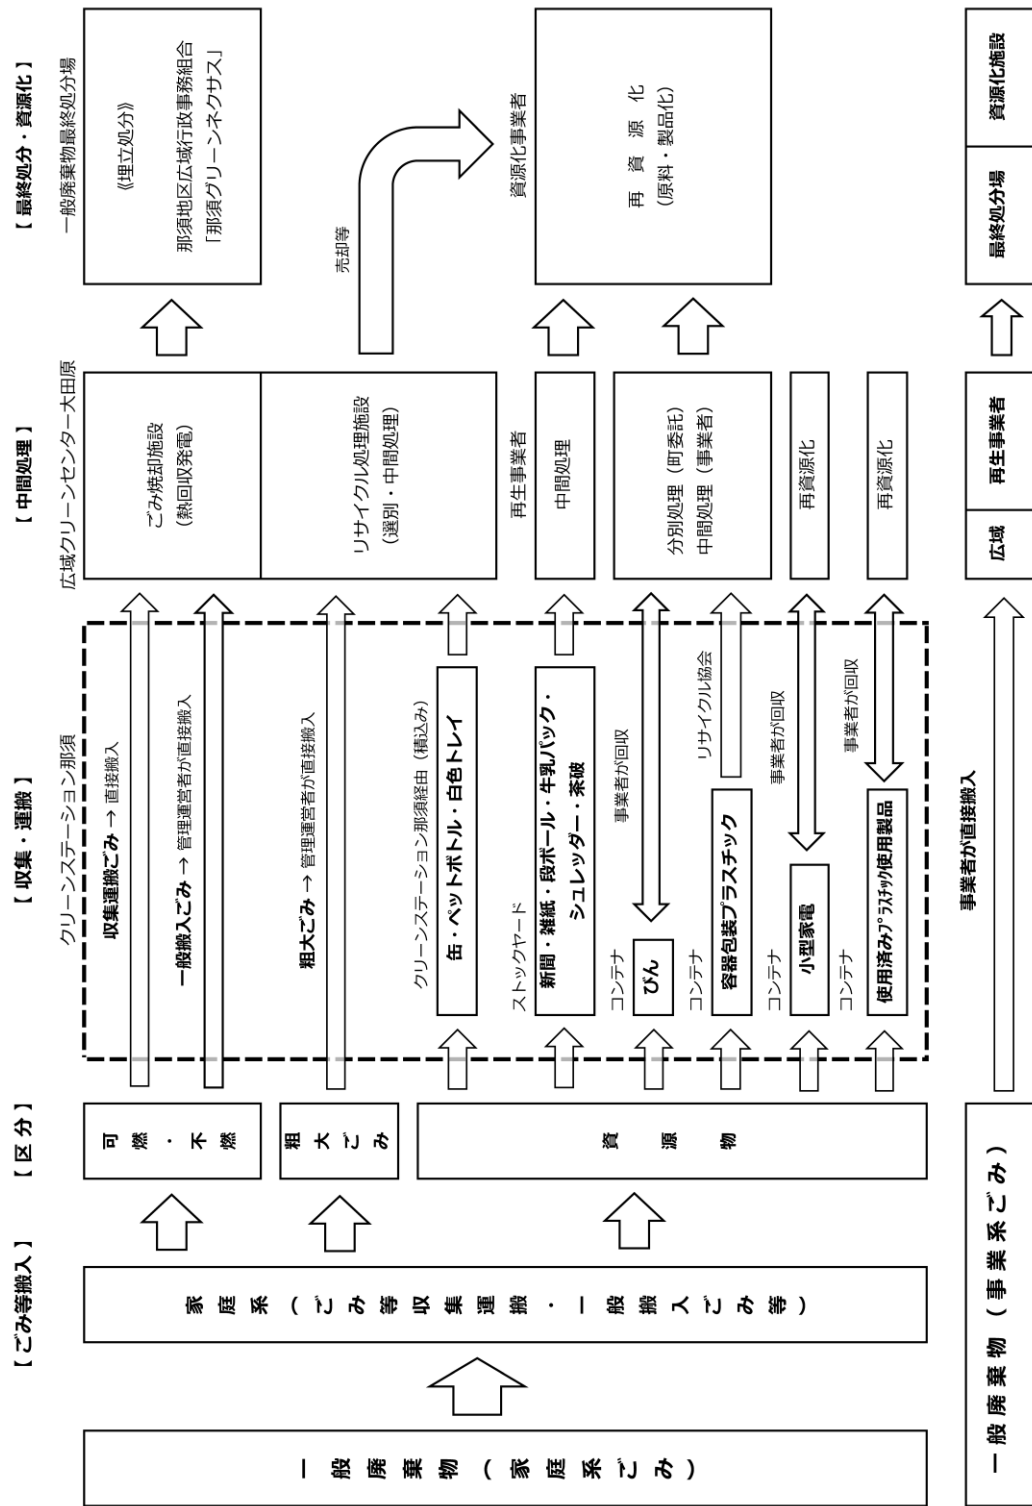 【 ごみ等搬入 】
【 区 分 】
【 収集・運搬 】
【 中間処理 】
【 最終処分・資源化 】
クリーンステーション那須
広域クリーンセンター大田原
一般廃棄物最終処分場
一般廃棄物(家庭系ごみ)
家庭系(ごみ等収集運搬・一般搬入ごみ等)
可燃・不燃
収集運搬ごみ → 直接搬入
一般搬入ごみ → 管理運営者が直接搬入
ごみ焼却施設
(熱回収発電)
《埋立処分》
那須地区広域行政事務組合
「那須グリーンネクサス」
粗大ごみ
粗大ごみ → 管理運営者が直接搬入
リサイクル処理施設
(選別・中間処理)
売却等
資源物
クリーンステーション那須経由(積込み)
缶・ペットボトル・白色トレイ
ストックヤード
新聞・雑紙・段ボール・牛乳パック・
シュレッダー・茶破
再生事業者
中間処理
資源化事業者
再 資 源 化
(原料・製品化)
コンテナ
びん
事業者が回収
分別処理(町委託)
中間処理(事業者)
コンテナ
容器包装プラスチック
リサイクル協会
コンテナ
小型家電
事業者が回収
再資源化
コンテナ
使用済みプラスチック使用製品
事業者が回収
再資源化
一般廃棄物(事業系ごみ)
事業者が直接搬入
広域
再生事業者
最終処分場
資源化施設